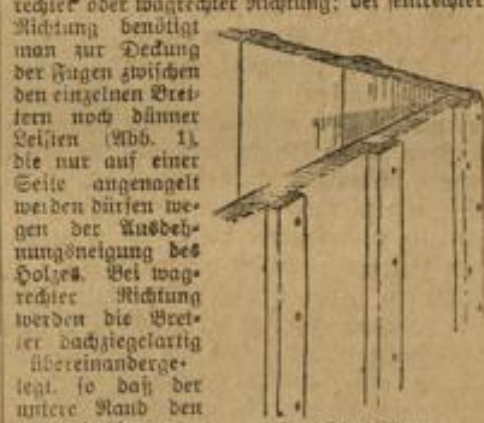 rechter oder wagrechter Richtung; bei senkrechter
Richtung benötigt
man zur Deckung
der Fugen zwischen
den einzelnen Bret-
tern noch dünner
Leisten (Abb. 1),
die nur auf einer
Seite angenagelt
werden dürfen we-
gen der Ausdeh-
nungsneigung des
Holzes. Bei wag-
rechter Richtung
werden die Bret-
ter dachziegelartig
übereinanderge-
legt, so daß der
untere Rand den